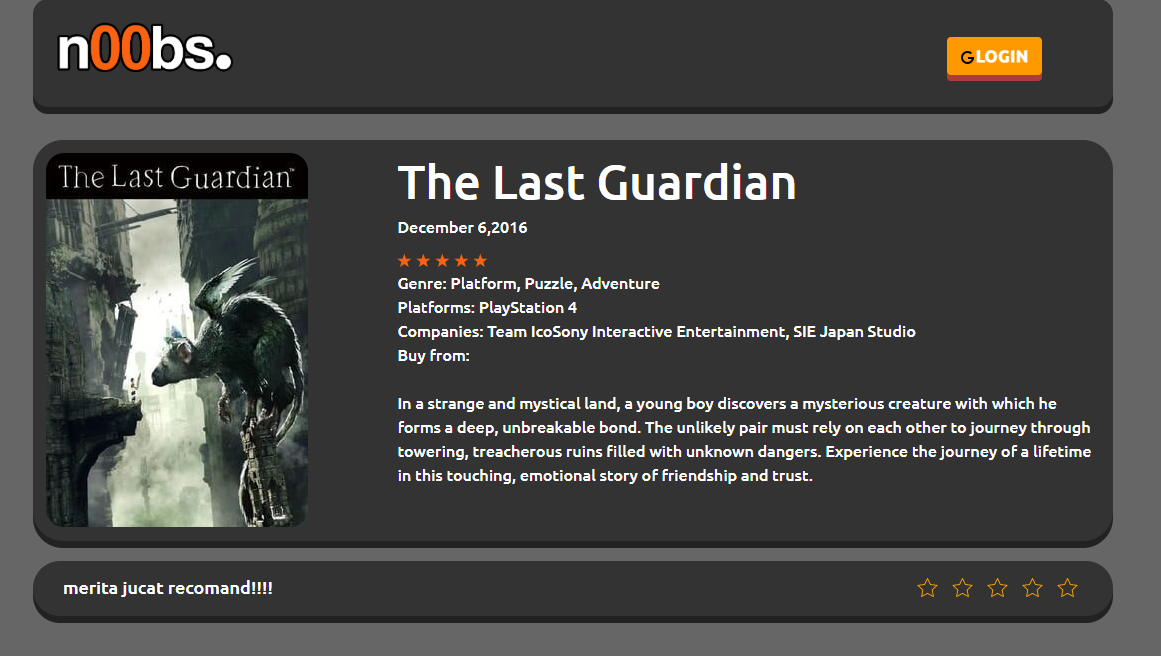 n00bs.
GLOGIN
The Last Guardian™
The Last Guardian
December 6,2016
Genre: Platform, Puzzle, Adventure
Platforms: PlayStation 4
Companies: Team IcoSony Interactive Entertainment, SIE Japan Studio
Buy from:
In a strange and mystical land, a young boy discovers a mysterious creature with which he
forms a deep, unbreakable bond. The unlikely pair must rely on each other to journey through
towering, treacherous ruins filled with unknown dangers. Experience the journey of a lifetime
in this touching, emotional story of friendship and trust.
merita jucat recomand!!!!